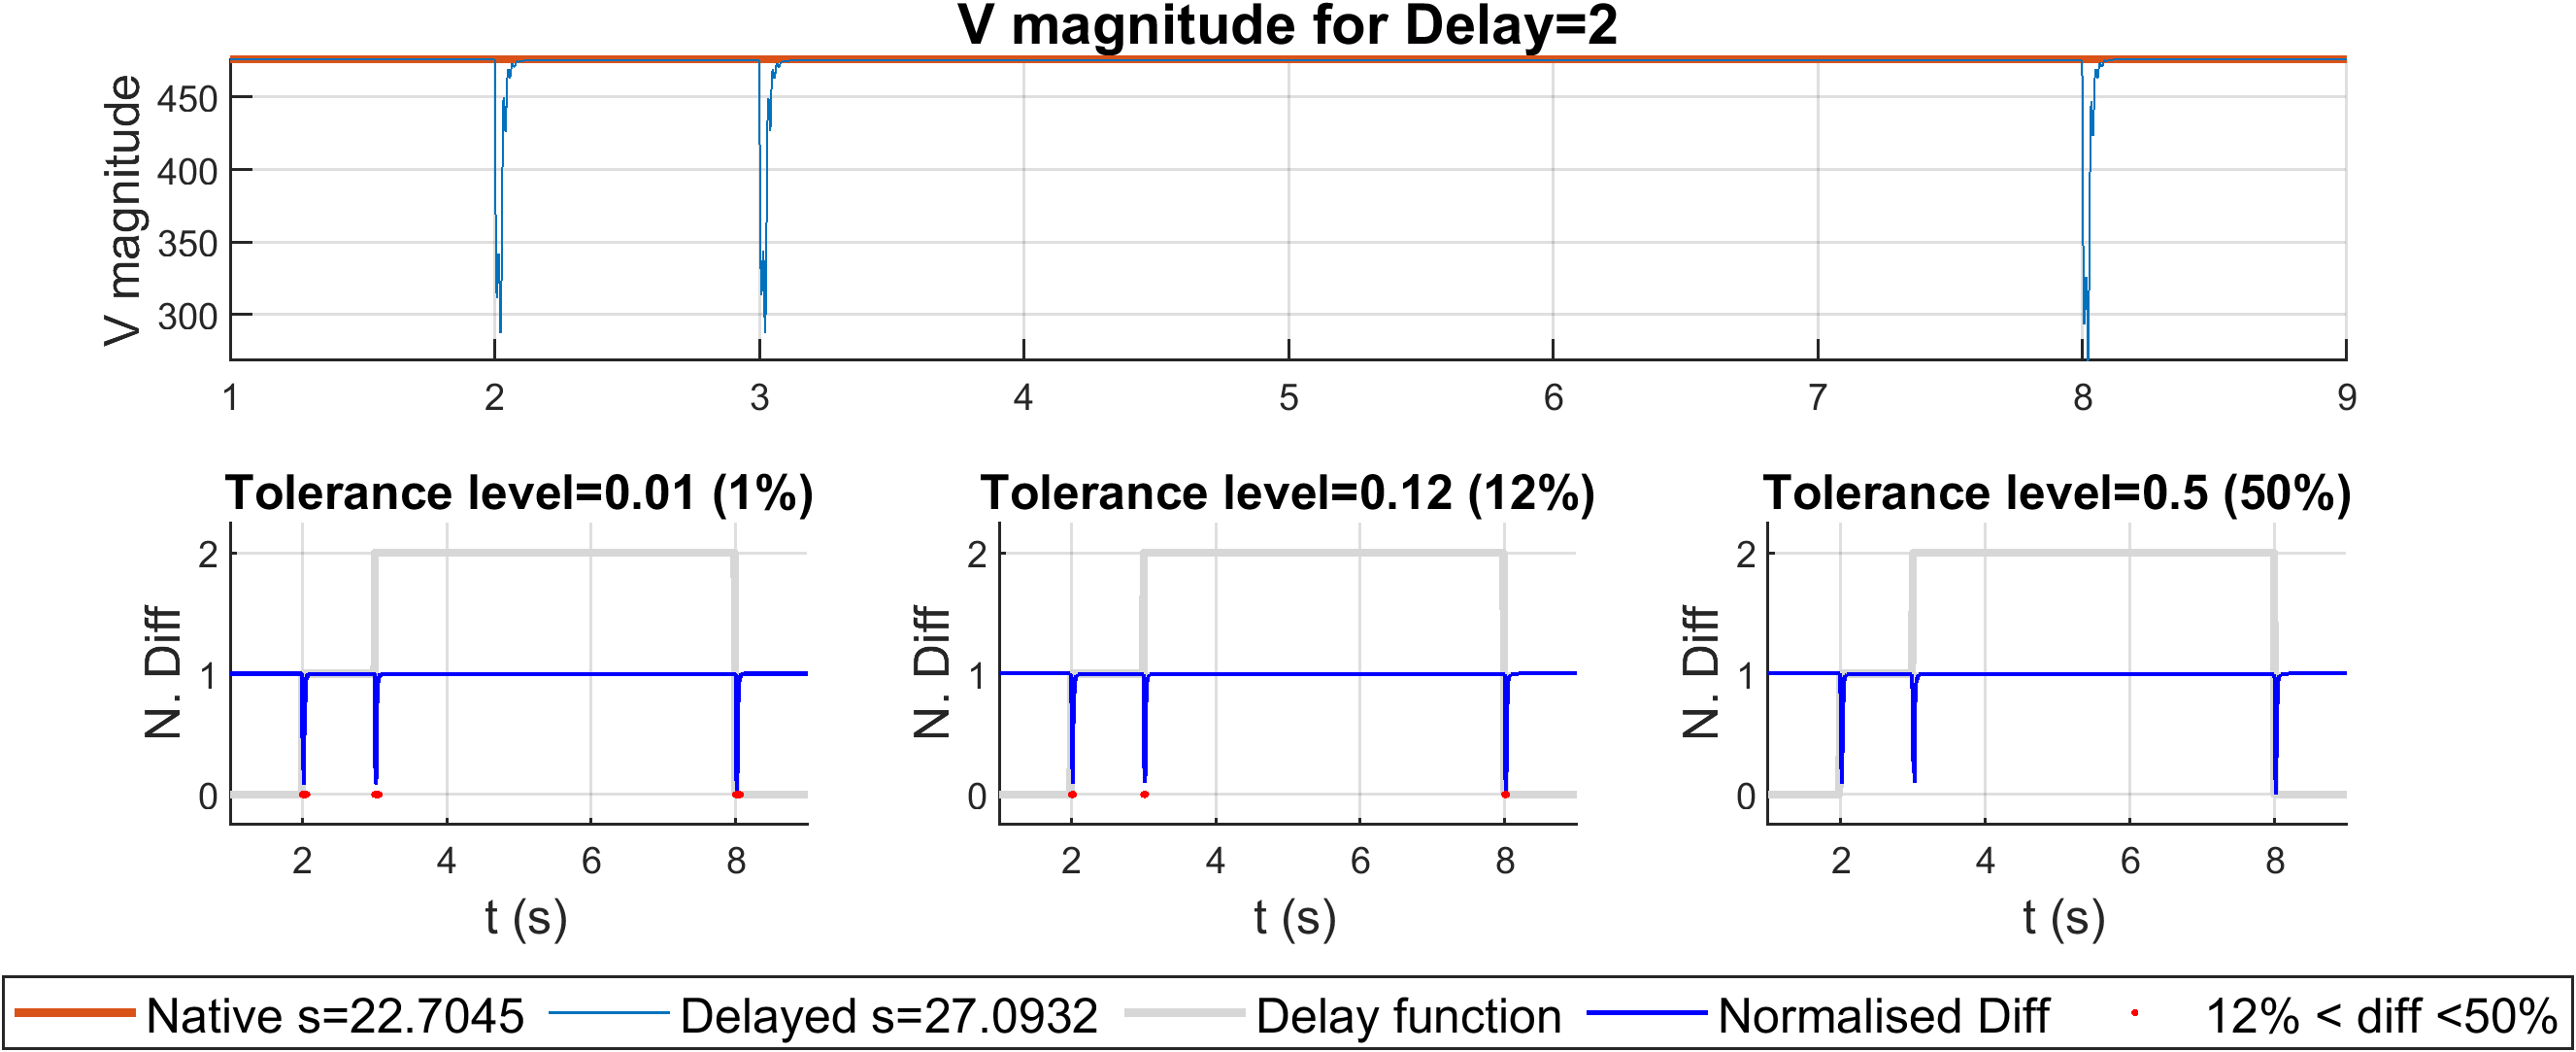 V magnitude for Delay=2
V magnitude
450
400
350
300
1 2 3 4 5 6 7 8 9
Tolerance level=0.01 (1%)
N. Diff
2
1
0
2 4 6 8
t (s)
Tolerance level=0.12 (12%)
N. Diff
2
1
0
2 4 6 8
t (s)
Tolerance level=0.5 (50%)
N. Diff
2
1
0
2 4 6 8
t (s)
Native s=22.7045 Delayed s=27.0932 Delay function Normalised Diff 12% < diff <50%